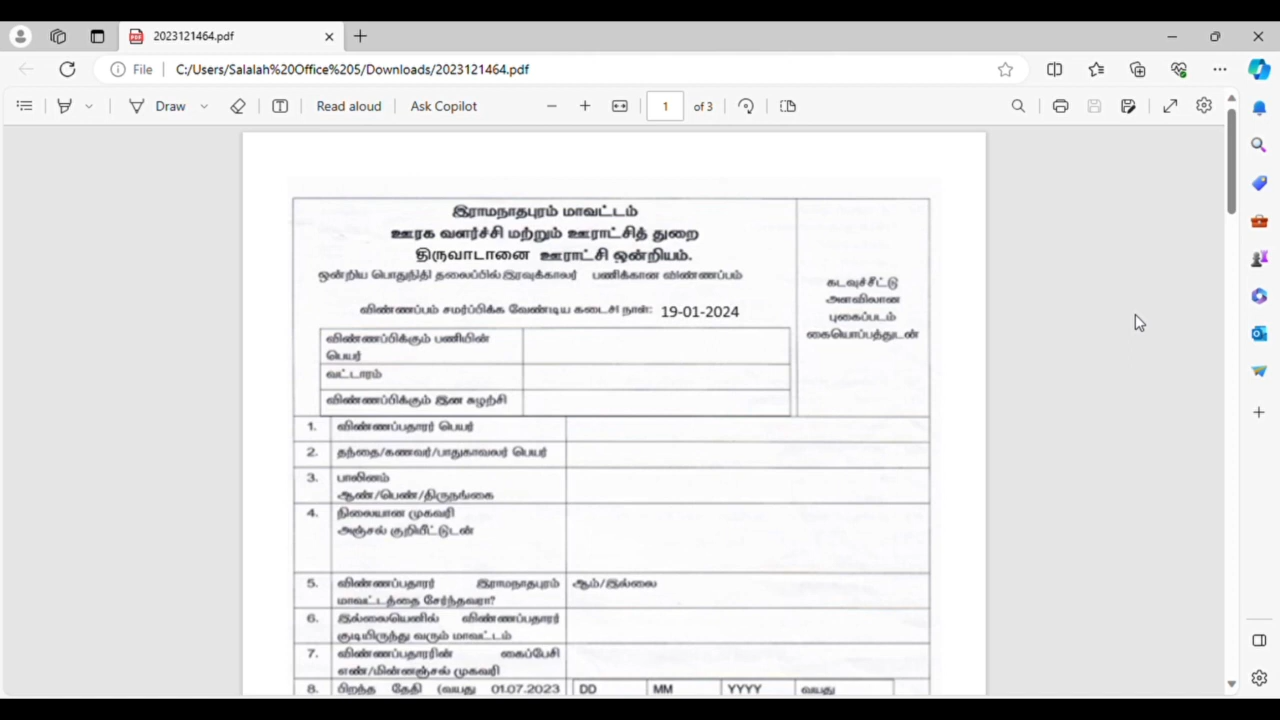 2023121464.pdf
File
C:/Users/Salalah%20Office%205/Downloads/2023121464.pdf
Draw
Read aloud
Ask Copilot
1
of 3
இராமநாதபுரம் மாவட்டம்
ஊரக வளர்ச்சி மற்றும் ஊராட்சித் துறை
திருவாடானை ஊராட்சி ஒன்றியம்.
ஒன்றிய பொதுநிதி தலைப்பில் இரவுக்காவலர் பணிக்கான விண்ணப்பம்
விண்ணப்பம் சமர்ப்பிக்க வேண்டிய கடைசி நாள்: 19-01-2024
கடவுச்சீட்டு
அளவிலான
புகைப்படம்
கையொப்பத்துடன்
விண்ணப்பிக்கும் பணியின்
பெயர்
வட்டாரம்
விண்ணப்பிக்கும் இன சுழற்சி
1. விண்ணப்பதாரர் பெயர்
2. தந்தை/கணவர்/பாதுகாவலர் பெயர்
3. பாலினம்
ஆண்/பெண்/திருநங்கை
4. நிலையான முகவரி
அஞ்சல் குறியீட்டுடன்
5. விண்ணப்பதாரர் இராமநாதபுரம் ஆம்/இல்லை
மாவட்டத்தை சேர்ந்தவரா?
6. இல்லையெனில் விண்ணப்பதாரர்
குடியிருந்து வரும் மாவட்டம்
7. விண்ணப்பதாரரின் கைப்பேசி
எண்/மின்னஞ்சல் முகவரி
8. பிறந்த தேதி (வயது 01.07.2023 DD MM YYYY வயது